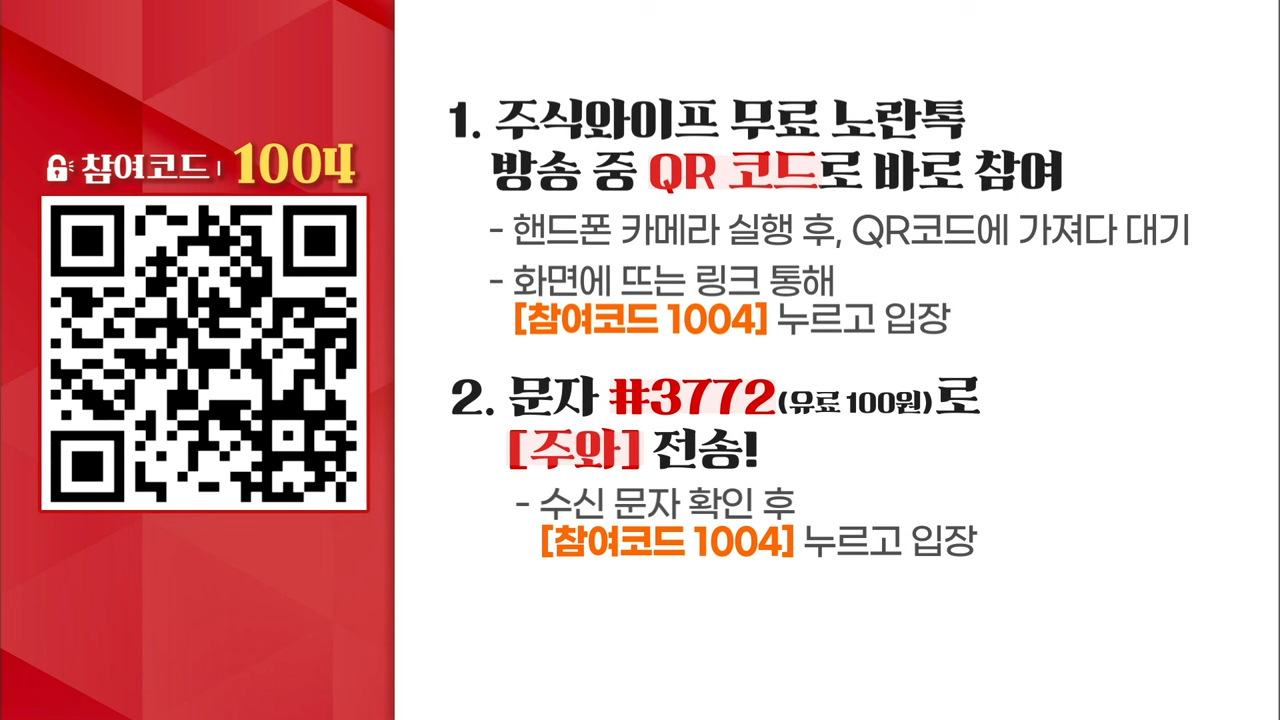 참여코드 1004
1. 주식와이프 무료 노란톡
방송 중 QR 코드로 바로 참여
- 핸드폰 카메라 실행 후, QR코드에 가져다 대기
- 화면에 뜨는 링크 통해
[참여코드 1004] 누르고 입장
2. 문자 #3772(유료 100원)로
[주와] 전송!
- 수신 문자 확인 후
[참여코드 1004] 누르고 입장